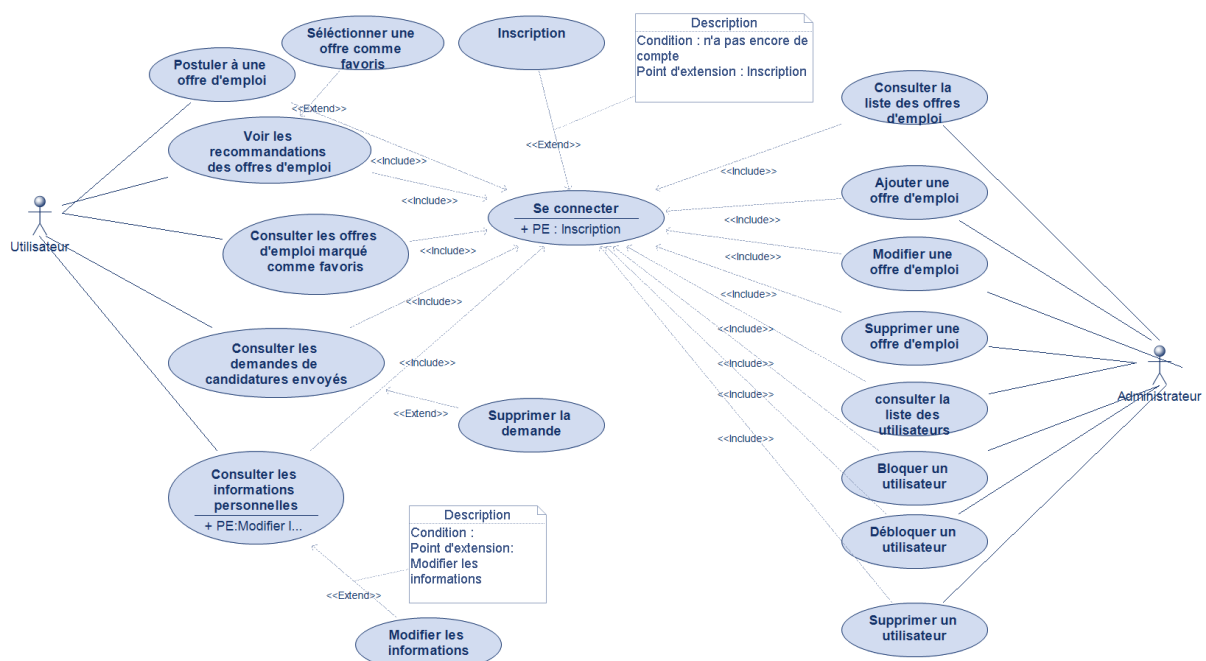 Séléctionner une
offre comme
favoris
Inscription
Description
Condition : n'a pas encore de
compte
Point d'extension : Inscription
Postuler à une
offre d'emploi
Consulter la
liste des offres
d'emploi
<<Extend>>
Voir les
recommandations
des offres d'emploi
<<Extend>>
<<Include>>
<<Include>>
Ajouter une
offre d'emploi
<<Include>>
Se connecter
+ PE : Inscription
<<Include>>
Utilisateur
Consulter les offres
d'emploi marqué
comme favoris
<<Include>>
<<Include>>
Modifier une
offre d'emploi
<<Include>>
<<Include>>
Supprimer une
offre d'emploi
<<Include>>
Consulter les
demandes de
candidatures envoyés
<<Include>>
<<Include>>
Administrateur
consulter la
liste des
utilisateurs
<<Include>>
<<Extend>>
Supprimer la
demande
<<Include>>
Bloquer un
utilisateur
Consulter les
informations
personnelles
+ PE:Modifier l...
Description
Condition :
Point d'extension:
Modifier les
informations
Débloquer un
utilisateur
<<Extend>>
Modifier les
informations
Supprimer un
utilisateur